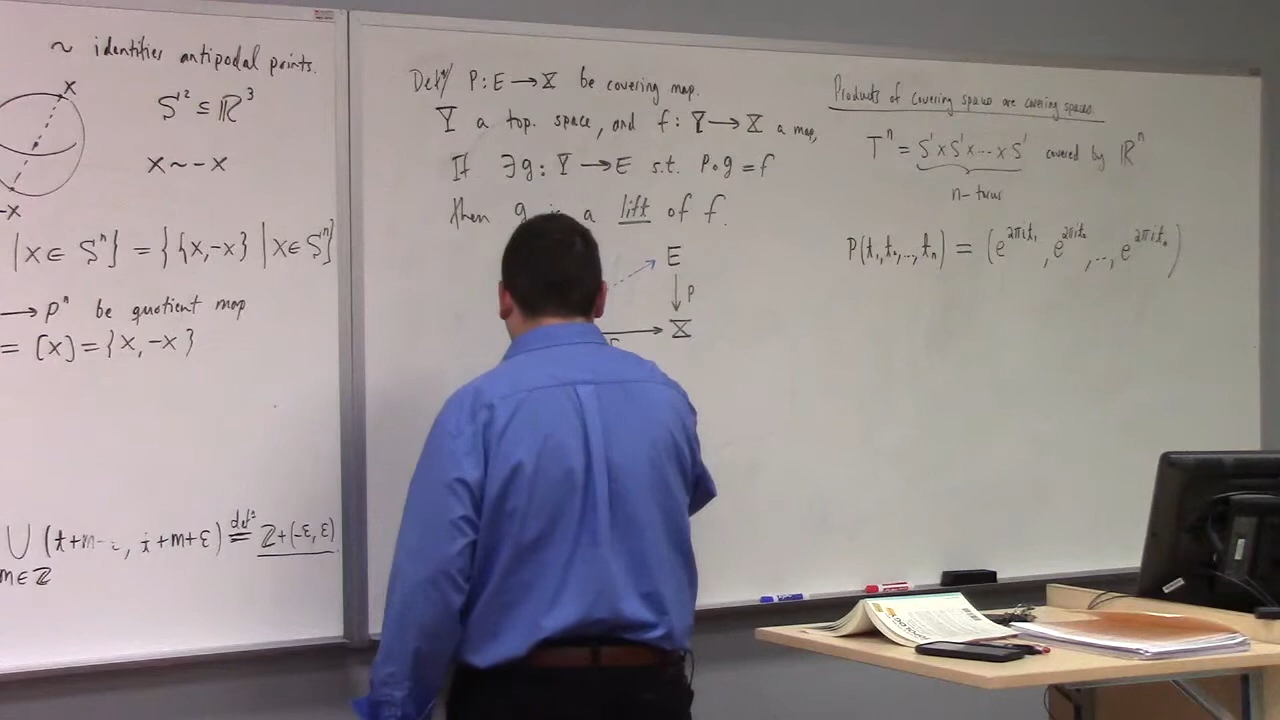 ~ identifies antipodal points.
x
S² ⊆ ℝ³
x ~ -x
-x
| x ∈ Sⁿ} = {{x,-x} | x ∈ Sⁿ}
→ Pⁿ be quotient map
= [x] = {x, -x}
∪ (t+m-ε, t+m+ε) def= ℤ+(-ε, ε)
m∈ℤ
Defⁿ/ P: E → X be covering map.
Y a top. space, and f: Y → X a map,
If ∃g: Y → E s.t. P∘g = f
then g is a lift of f.
E
P
X
Products of covering spaces are covering spaces
Tⁿ = S¹ x S¹ x ... x S¹ covered by ℝⁿ
n-torus
P(t₁, t₂, ..., tₙ) = (e^{2πit₁}, e^{2πit₂}, ..., e^{2πitₙ})